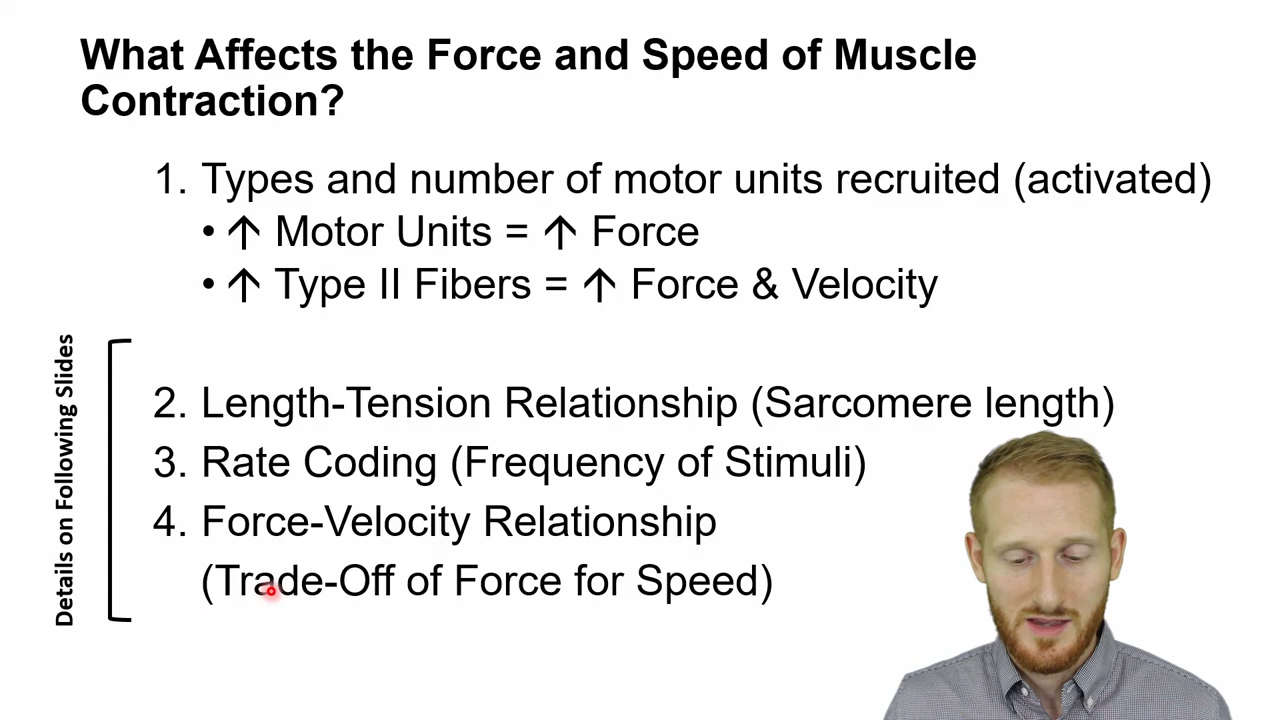 What Affects the Force and Speed of Muscle
Contraction?
1. Types and number of motor units recruited (activated)
• ↑ Motor Units = ↑ Force
• ↑ Type II Fibers = ↑ Force & Velocity
Details on Following Slides
2. Length-Tension Relationship (Sarcomere length)
3. Rate Coding (Frequency of Stimuli)
4. Force-Velocity Relationship
(Trade-Off of Force for Speed)